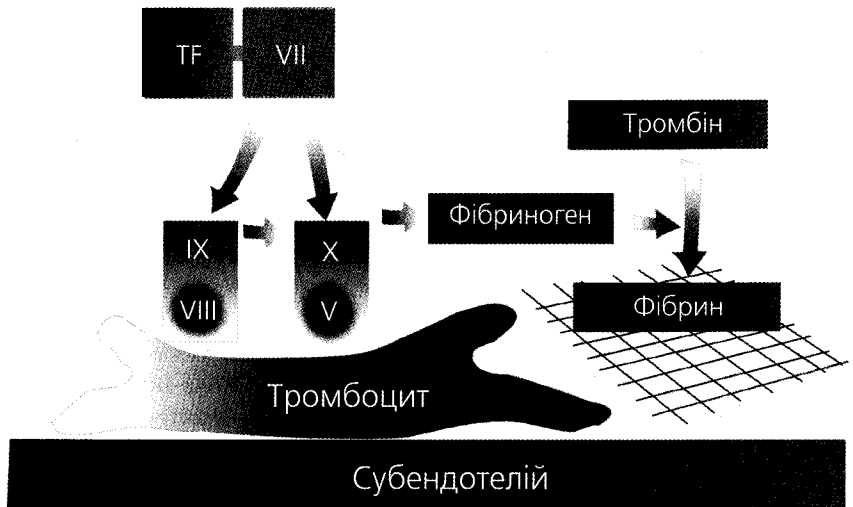 TF VII
Тромбін
Фібриноген
IX X
VIII V
Фібрин
Тромбоцит
Субендотелій